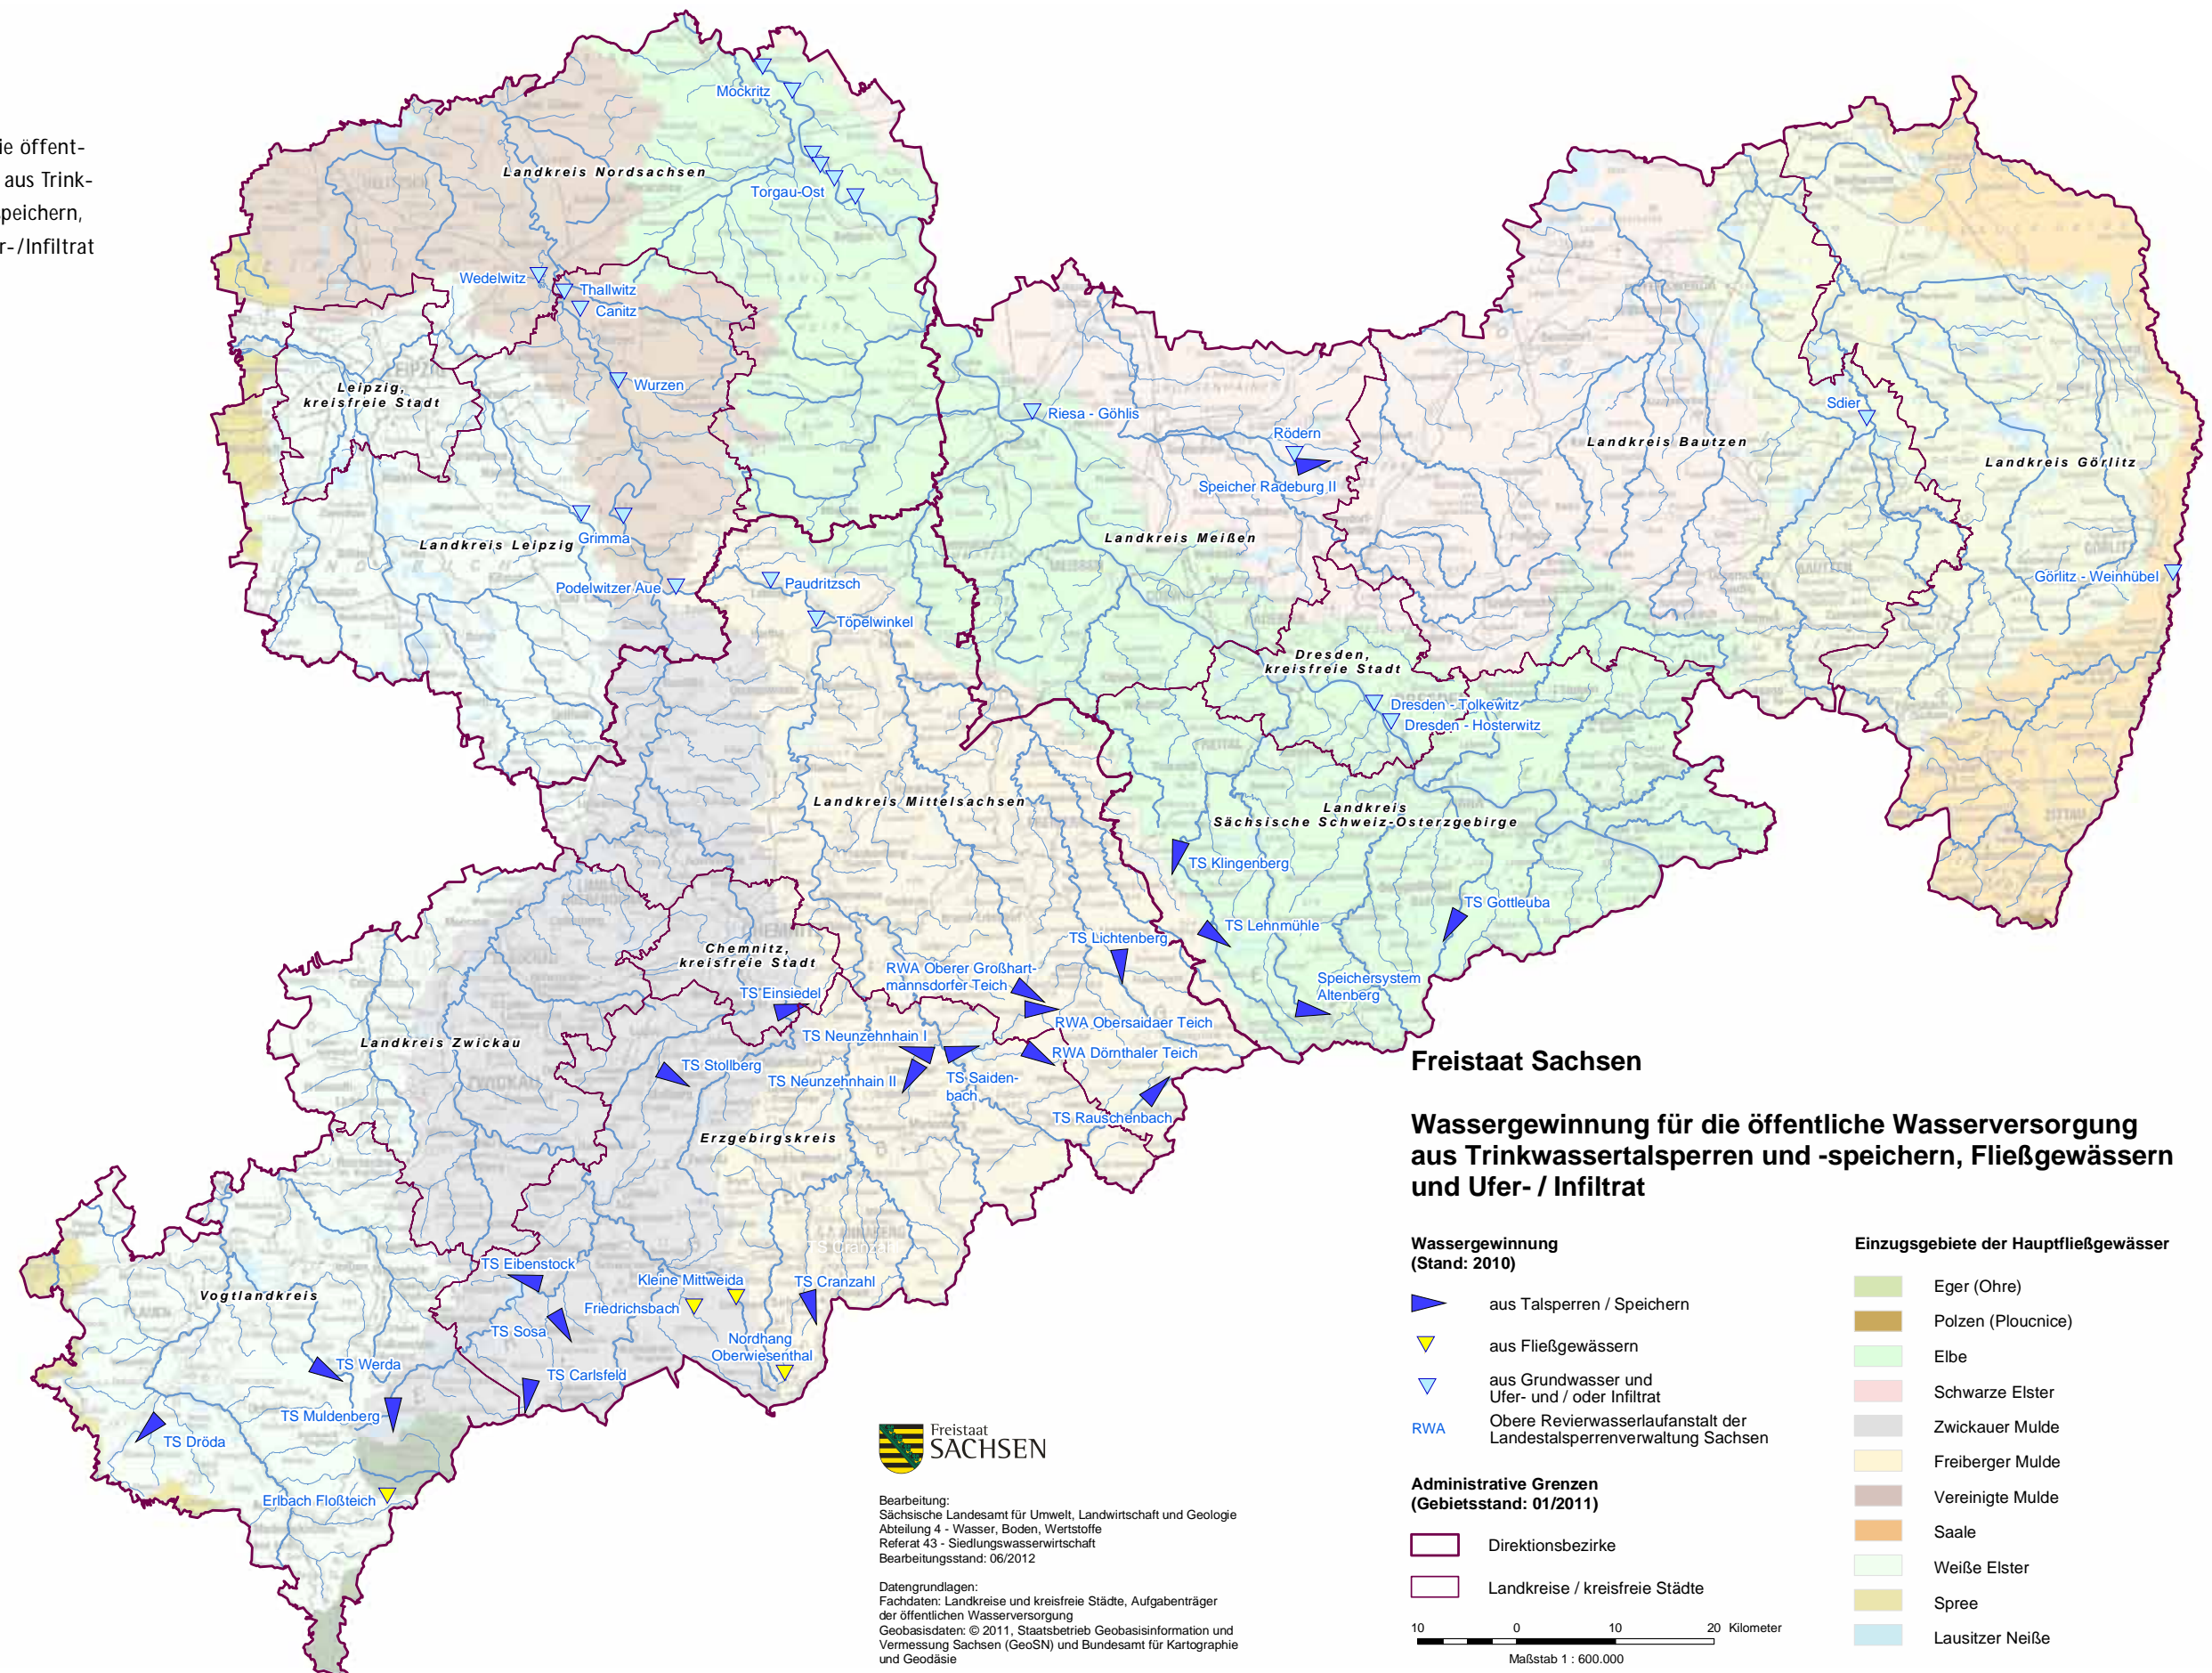 ie öffent-
aus Trink-
peichern,
r-/Infiltrat
Mockritz
Landkreis Nordsachsen
Torgau-Ost
Wedelwitz
Thallwitz
Canitz
Leipzig,
kreisfreie Stadt
Wurzen
Riesa - Göhlis
Rödern
Speicher Radeburg II
Sdier
Landkreis Bautzen
Landkreis Görlitz
Landkreis Leipzig
Grimma
Landkreis Meißen
Podelwitzer Aue
Paudritzsch
Töpelwinkel
Görlitz - Weinhübel
Dresden,
kreisfreie Stadt
Dresden - Tolkewitz
Dresden - Hosterwitz
Landkreis Mittelsachsen
Landkreis
Sächsische Schweiz-Osterzgebirge
TS Klingenberg
TS Gottleuba
TS Lehnmühle
TS Lichtenberg
Chemnitz,
kreisfreie Stadt
RWA Oberer Großhart-
mannsdorfer Teich
Speichersystem
Altenberg
TS Einsiedel
RWA Obersaidaer Teich
TS Neunzehnhain I
Landkreis Zwickau
RWA Dörnthaler Teich
TS Stollberg
TS Neunzehnhain II
TS Saiden-
bach
TS Rauschenbach
Erzgebirgskreis
TS Eibenstock
Kleine Mittweida
TS Cranzahl
Vogtlandkreis
Friedrichsbach
TS Sosa
Nordhang
Oberwiesenthal
TS Werda
TS Carlsfeld
TS Muldenberg
TS Dröda
Erlbach Floßteich
Freistaat Sachsen
Wassergewinnung für die öffentliche Wasserversorgung
aus Trinkwassertalsperren und -speichern, Fließgewässern
und Ufer- / Infiltrat
Wassergewinnung
(Stand: 2010)
aus Talsperren / Speichern
aus Fließgewässern
aus Grundwasser und
Ufer- und / oder Infiltrat
RWA Obere Revierwasserlaufanstalt der
Landestalsperrenverwaltung Sachsen
Administrative Grenzen
(Gebietsstand: 01/2011)
Direktionsbezirke
Landkreise / kreisfreie Städte
10 0 10 20 Kilometer
Maßstab 1 : 600.000
Einzugsgebiete der Hauptfließgewässer
Eger (Ohre)
Polzen (Ploucnice)
Elbe
Schwarze Elster
Zwickauer Mulde
Freiberger Mulde
Vereinigte Mulde
Saale
Weiße Elster
Spree
Lausitzer Neiße
Freistaat
SACHSEN
Bearbeitung:
Sächsische Landesamt für Umwelt, Landwirtschaft und Geologie
Abteilung 4 - Wasser, Boden, Wertstoffe
Referat 43 - Siedlungswasserwirtschaft
Bearbeitungsstand: 06/2012
Datengrundlagen:
Fachdaten: Landkreise und kreisfreie Städte, Aufgabenträger
der öffentlichen Wasserversorgung
Geobasisdaten: © 2011, Staatsbetrieb Geobasisinformation und
Vermessung Sachsen (GeoSN) und Bundesamt für Kartographie
und Geodäsie